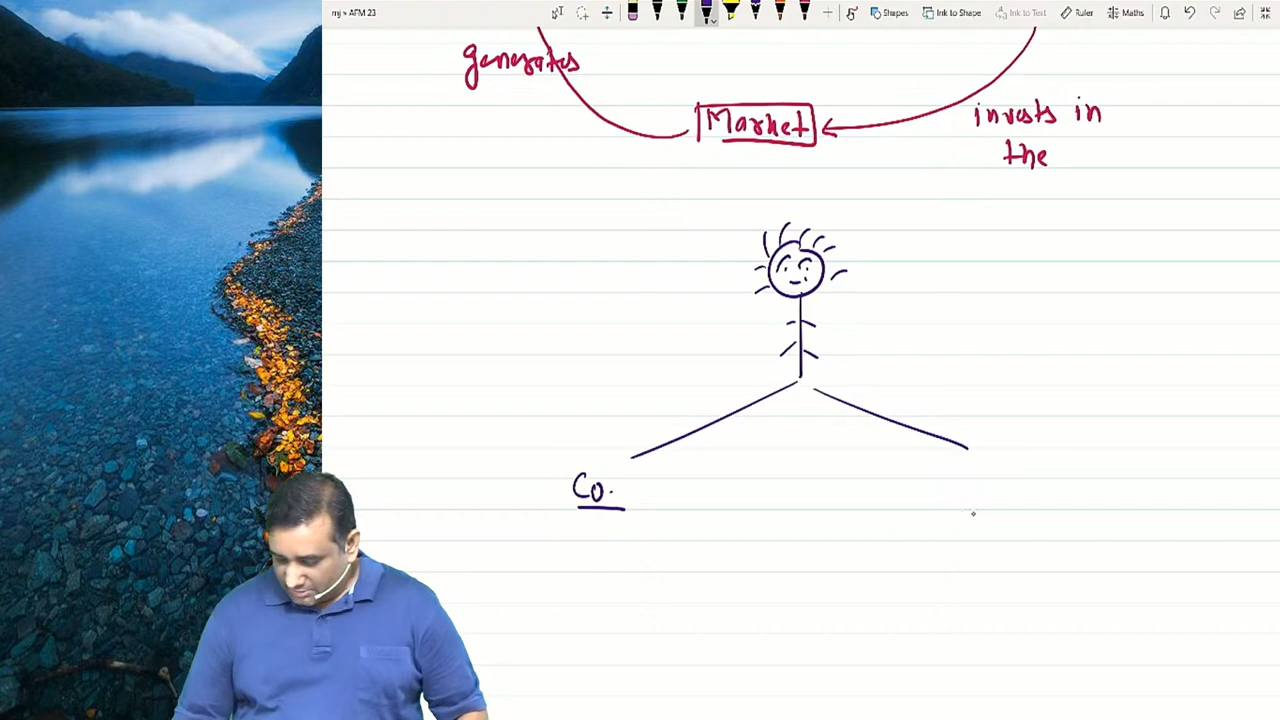 mj » AFM 23
Shapes
Ink to Shape
Ink to Text
Ruler
Maths
generates
Market
invests in
the
Co.